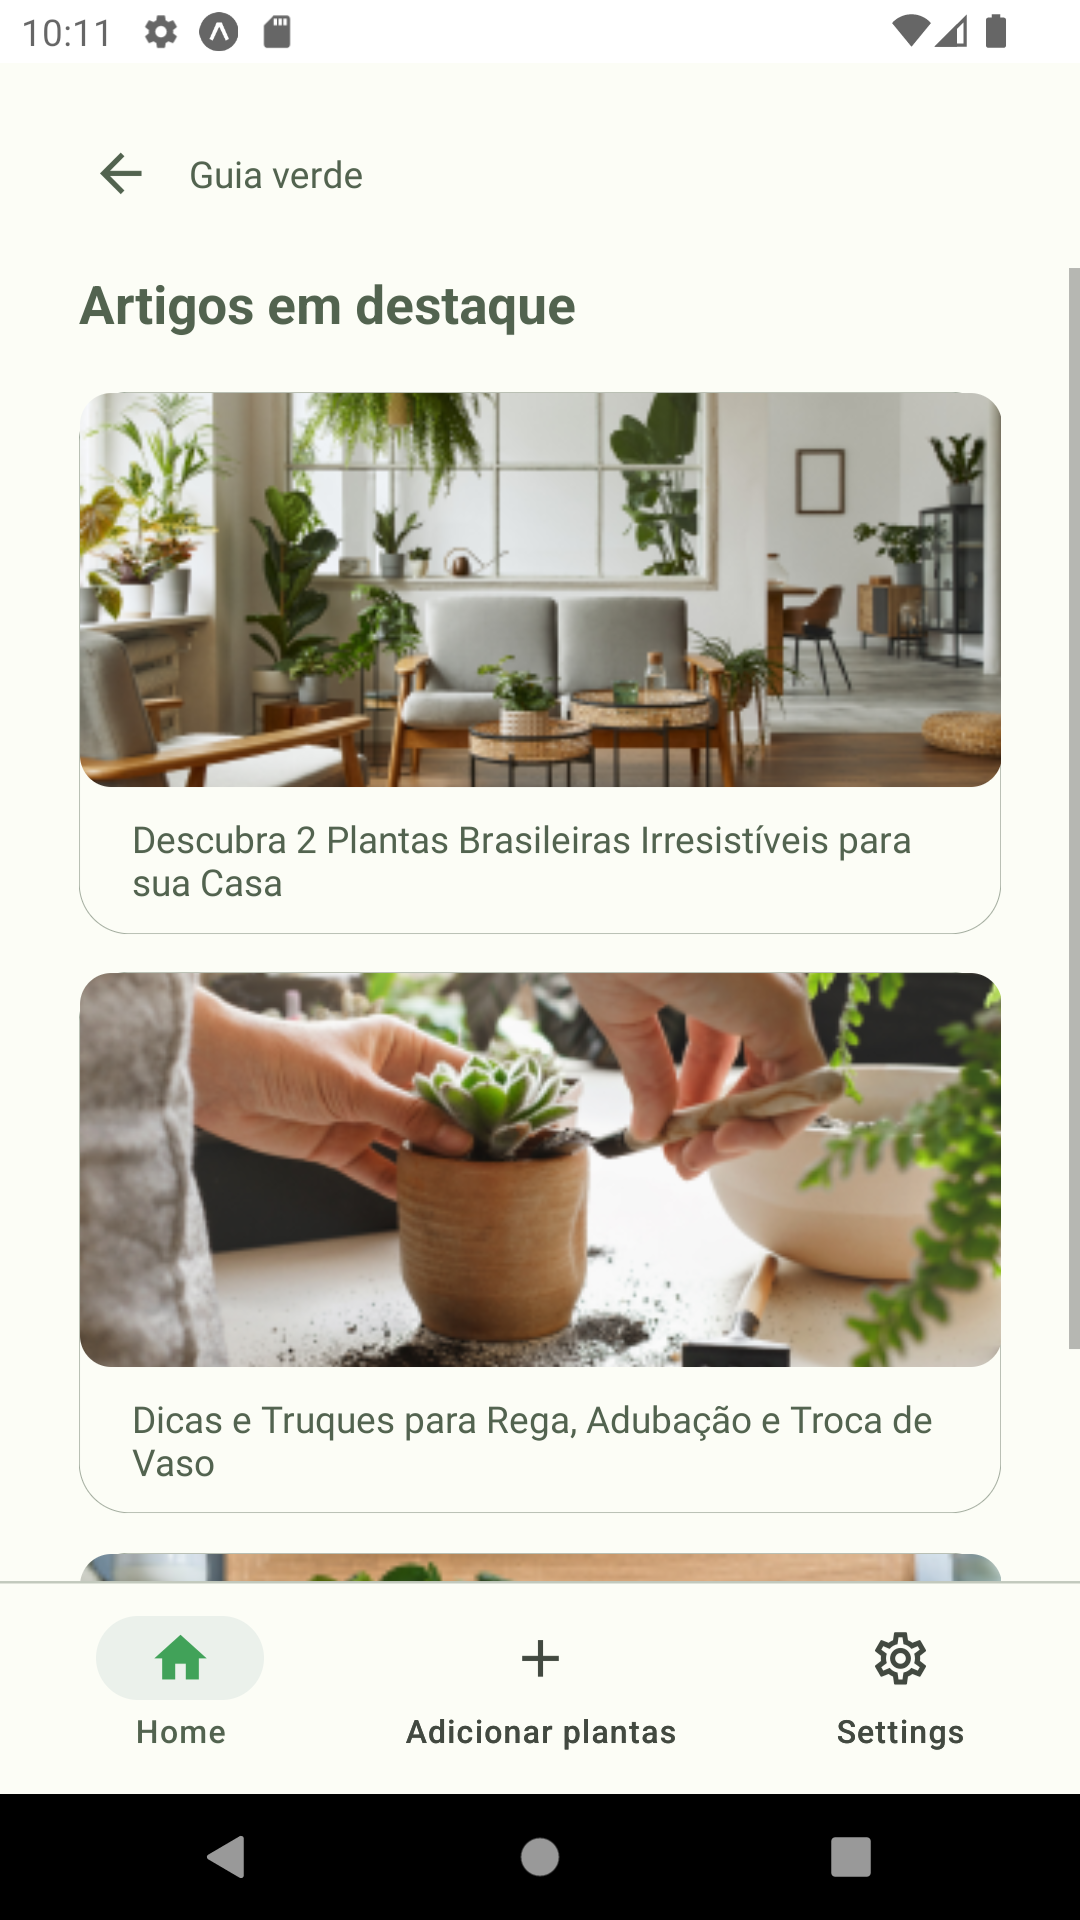 10:11
Guia verde
Artigos em destaque
Descubra 2 Plantas Brasileiras Irresistíveis para
sua Casa
Dicas e Truques para Rega, Adubação e Troca de
Vaso
Home
Adicionar plantas
Settings